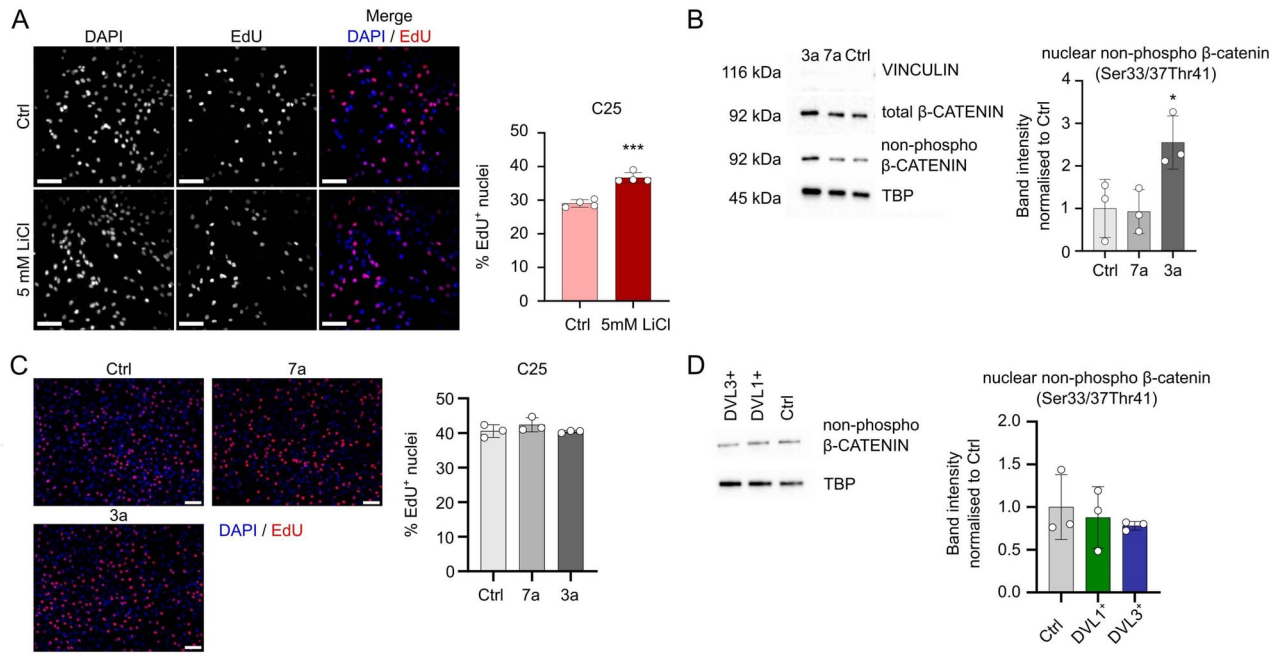 A
DAPI
EdU
Merge
DAPI / EdU
Ctrl
5 mM LiCl
C25
% EdU⁺ nuclei
50
40
30
20
10
0
***
Ctrl
5mM LiCl
B
3a 7a Ctrl
116 kDa
VINCULIN
92 kDa
total β-CATENIN
92 kDa
non-phospho
β-CATENIN
45 kDa
TBP
nuclear non-phospho β-catenin
(Ser33/37Thr41)
Band intensity
normalised to Ctrl
4
3
2
1
0
*
Ctrl
7a
3a
C
Ctrl
7a
3a
DAPI / EdU
C25
% EdU⁺ nuclei
50
40
30
20
10
0
Ctrl
7a
3a
D
DVL3+
DVL1+
Ctrl
non-phospho
β-CATENIN
TBP
nuclear non-phospho β-catenin
(Ser33/37Thr41)
Band intensity
normalised to Ctrl
2.0
1.5
1.0
0.5
0.0
Ctrl
DVL1⁺
DVL3⁺